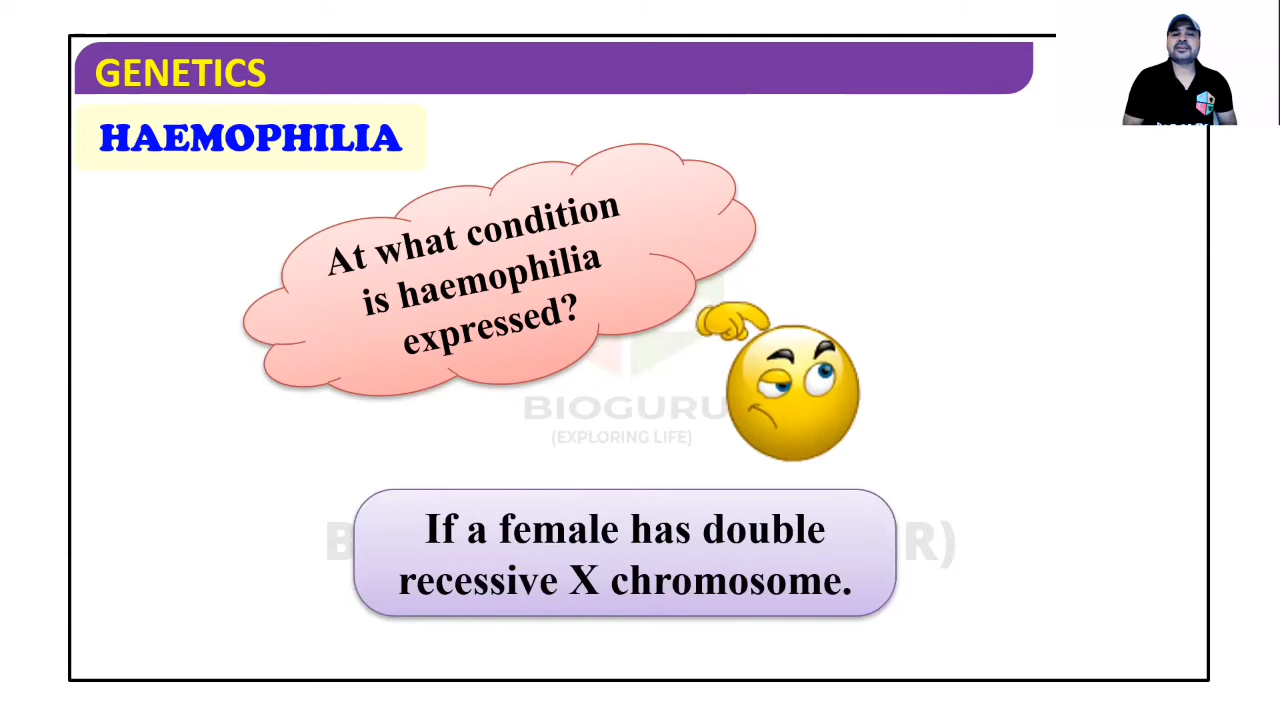 GENETICS
HAEMOPHILIA
At what condition
is haemophilia
expressed?
BIOGURU
(EXPLORING LIFE)
If a female has double
recessive X chromosome.